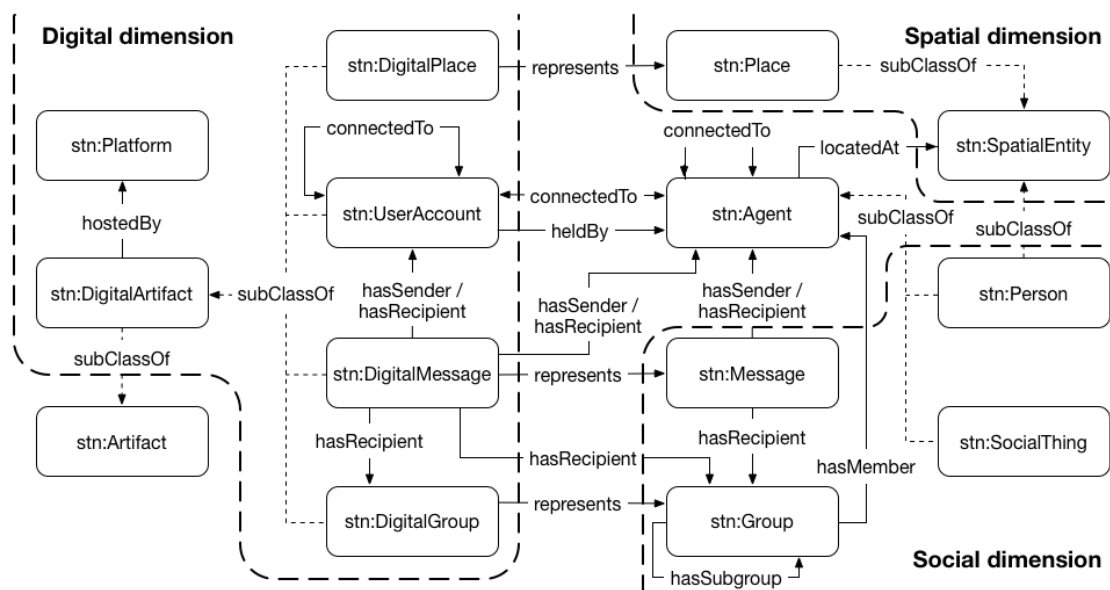 Digital dimension
Spatial dimension
stn:DigitalPlace
represents
stn:Place
subClassOf
connectedTo
connectedTo
locatedAt
stn:Platform
stn:SpatialEntity
stn:UserAccount
connectedTo
stn:Agent
subClassOf
hostedBy
heldBy
subClassOf
stn:DigitalArtifact
subClassOf
hasSender /
hasRecipient
hasSender /
hasRecipient
hasSender /
hasRecipient
stn:Person
subClassOf
stn:DigitalMessage
represents
stn:Message
stn:Artifact
hasRecipient
hasRecipient
hasRecipient
hasMember
stn:SocialThing
represents
stn:DigitalGroup
stn:Group
hasSubgroup
Social dimension